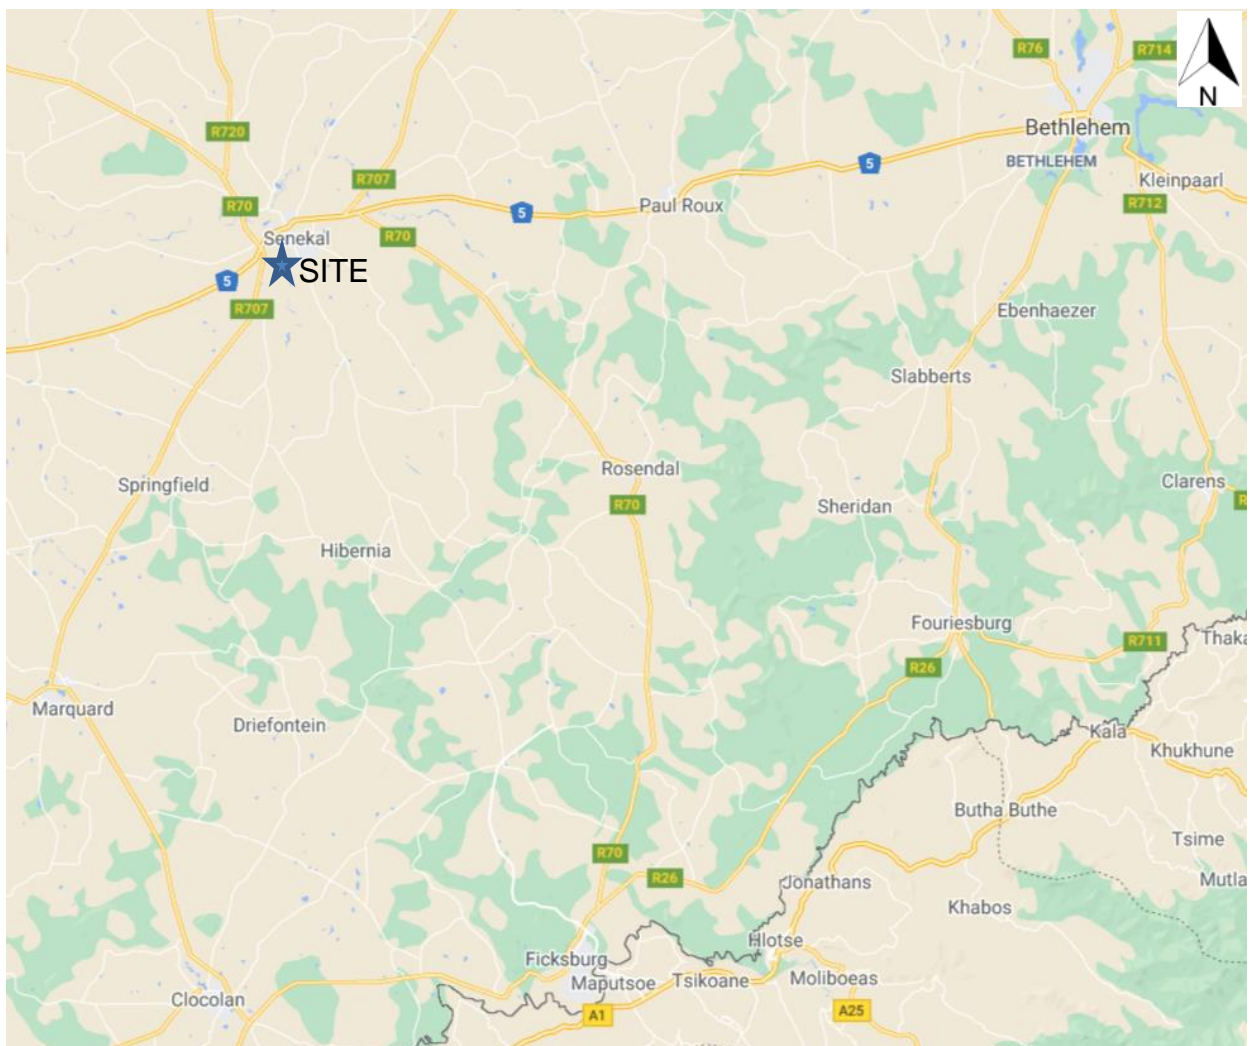 R76
R714
N
R720
Bethlehem
5
BETHLEHEM
R707
Kleinpaarl
R70
Paul Roux
R712
5
Senekal
R70
SITE
5
R707
Ebenhaezer
Slabberts
Rosendal
Springfield
Clarens
R70
R
Sheridan
Hibernia
Fouriesburg
Thaka
R711
R26
Marquard
Driefontein
Kala
Khukhune
Butha Buthe
Tsime
R70
R26
Jonathans
Mutla
Khabos
Hlotse
Ficksburg
Maputsoe
Tsikoane
Moliboeas
Clocolan
A1
A25